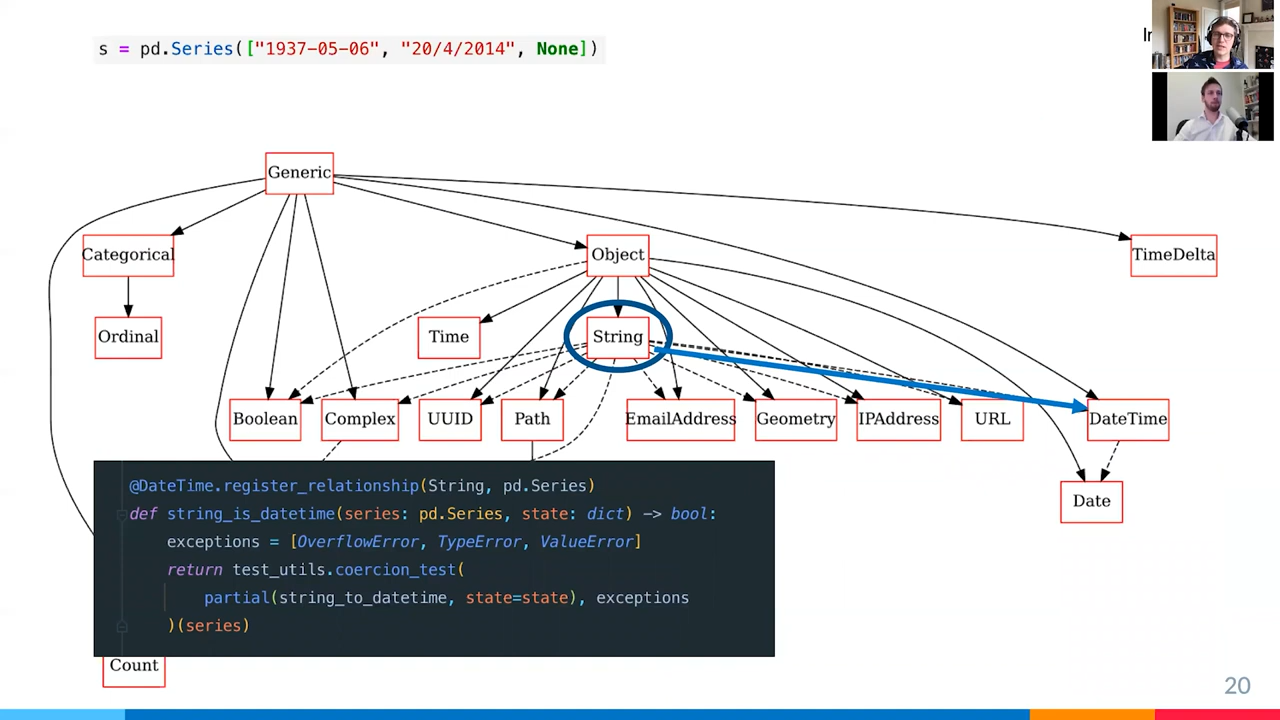 s = pd.Series(["1937-05-06", "20/4/2014", None])
Generic
Categorical
Object
TimeDelta
Ordinal
Time
String
Boolean
Complex
UUID
Path
EmailAddress
Geometry
IPAddress
URL
DateTime
Date
@DateTime.register_relationship(String, pd.Series)
def string_is_datetime(series: pd.Series, state: dict) -> bool:
exceptions = [OverflowError, TypeError, ValueError]
return test_utils.coercion_test(
partial(string_to_datetime, state=state), exceptions
)(series)
Count
20